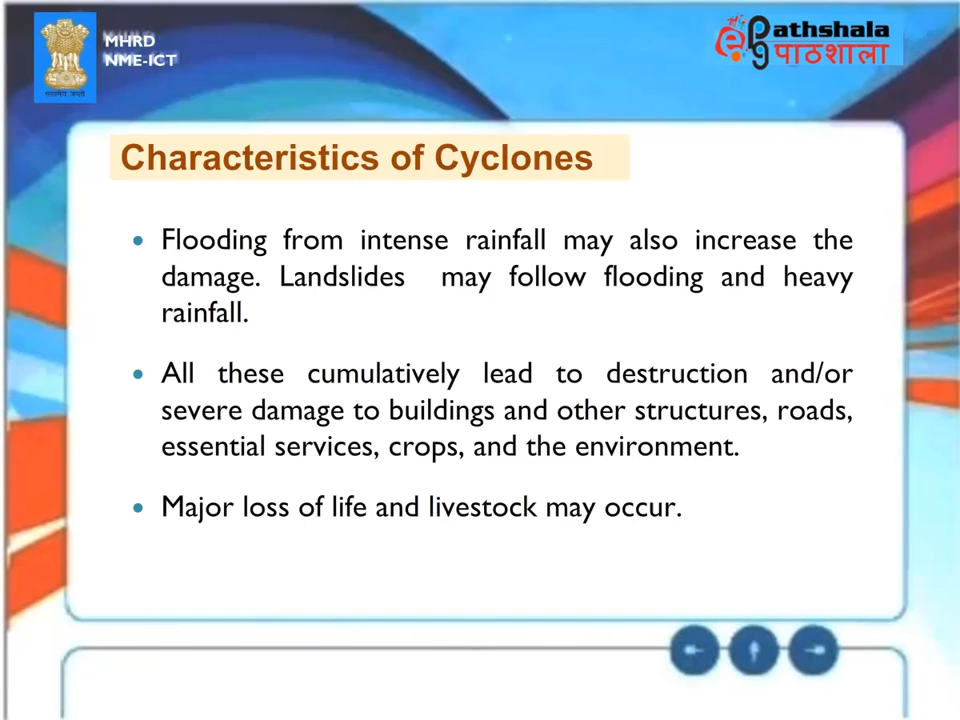 MHRD
NME-ICT
ePG Pathshala
पाठशाला
Characteristics of Cyclones
• Flooding from intense rainfall may also increase the
damage. Landslides may follow flooding and heavy
rainfall.
• All these cumulatively lead to destruction and/or
severe damage to buildings and other structures, roads,
essential services, crops, and the environment.
• Major loss of life and livestock may occur.